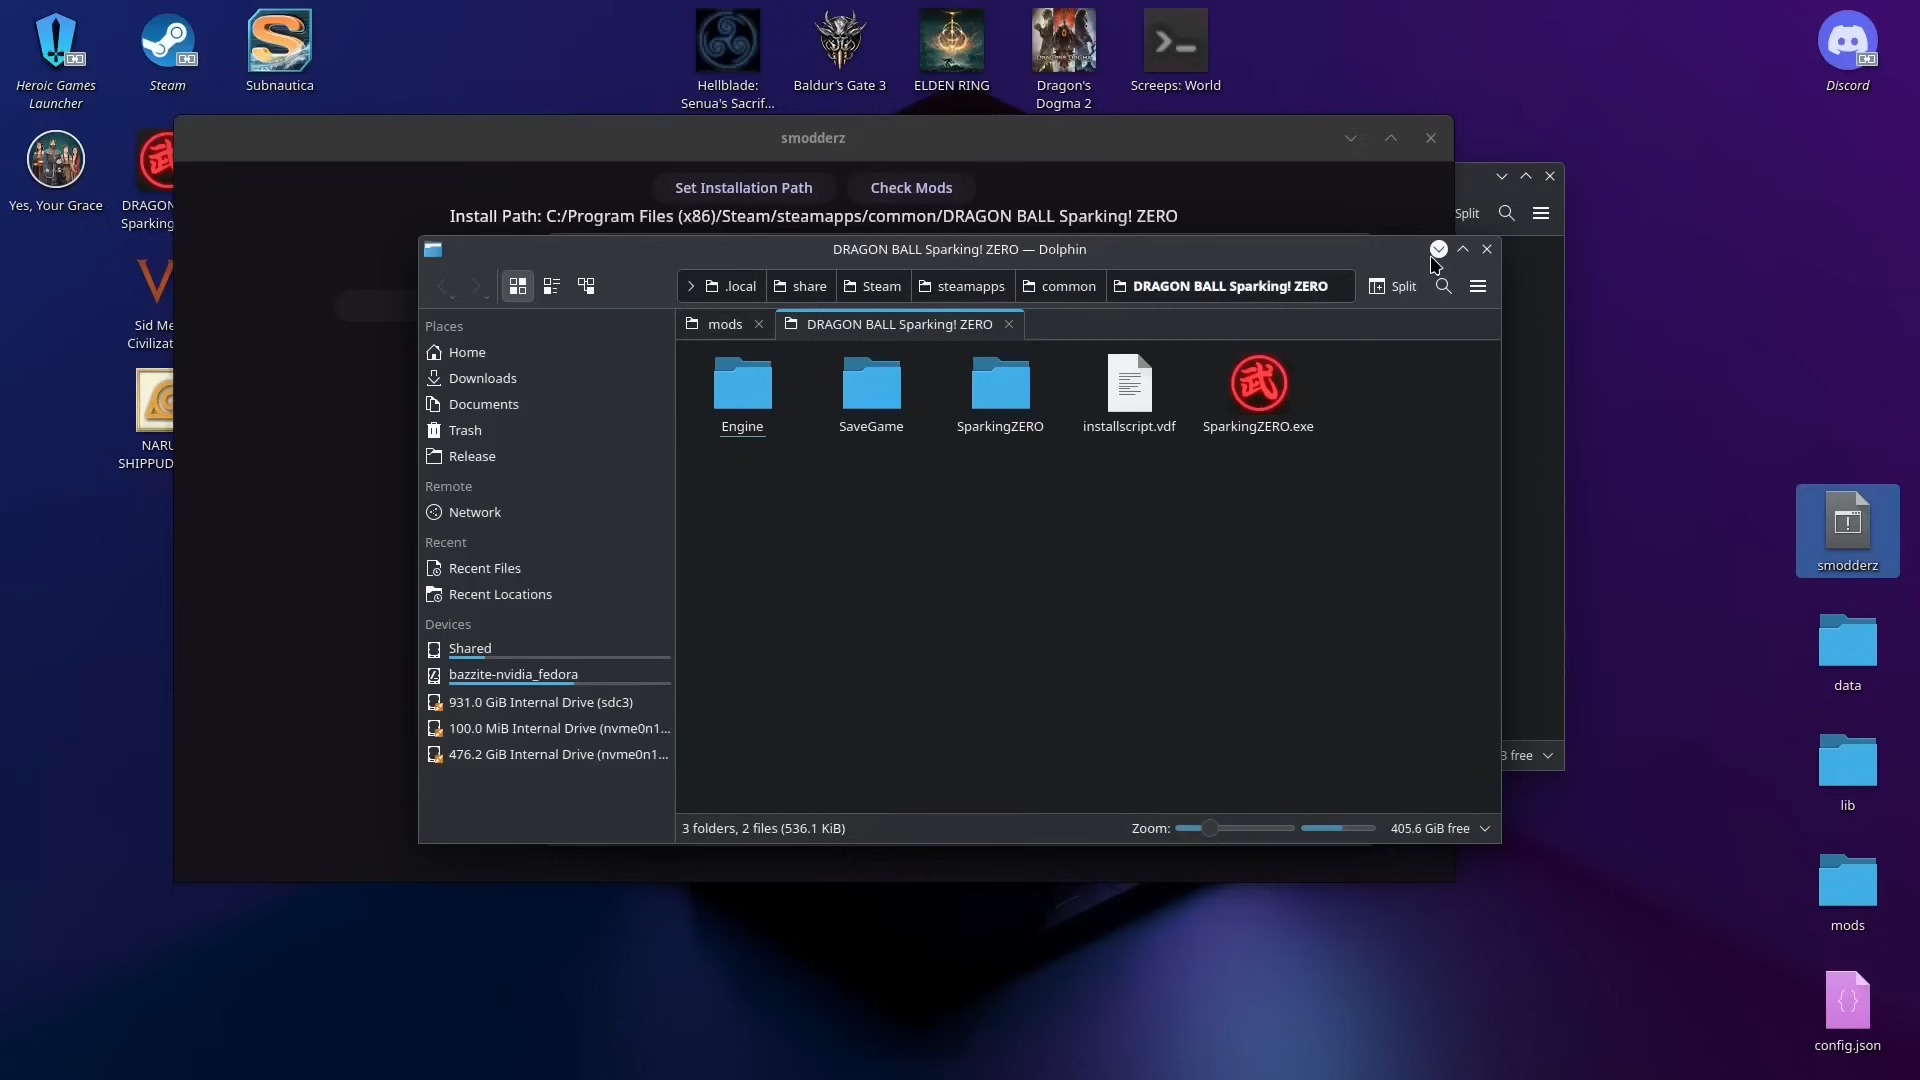 Heroic Games
Launcher
Steam
Subnautica
Hellblade:
Senua's Sacrif...
Baldur's Gate 3
ELDEN RING
Dragon's
Dogma 2
Screeps: World
Discord
Yes, Your Grace
DRAGON
Sparking
Sid Me
Civilizat
NARU
SHIPPUD
smodderz
Set Installation Path
Check Mods
Install Path: C:/Program Files (x86)/Steam/steamapps/common/DRAGON BALL Sparking! ZERO
Split
DRAGON BALL Sparking! ZERO — Dolphin
.local
share
Steam
steamapps
common
DRAGON BALL Sparking! ZERO
Split
mods
DRAGON BALL Sparking! ZERO
Places
Home
Downloads
Documents
Trash
Release
Remote
Network
Recent
Recent Files
Recent Locations
Devices
Shared
bazzite-nvidia_fedora
931.0 GiB Internal Drive (sdc3)
100.0 MiB Internal Drive (nvme0n1...
476.2 GiB Internal Drive (nvme0n1...
Engine
SaveGame
SparkingZERO
installscript.vdf
武
SparkingZERO.exe
3 folders, 2 files (536.1 KiB)
Zoom:
405.6 GiB free
free
smodderz
data
lib
mods
config.json